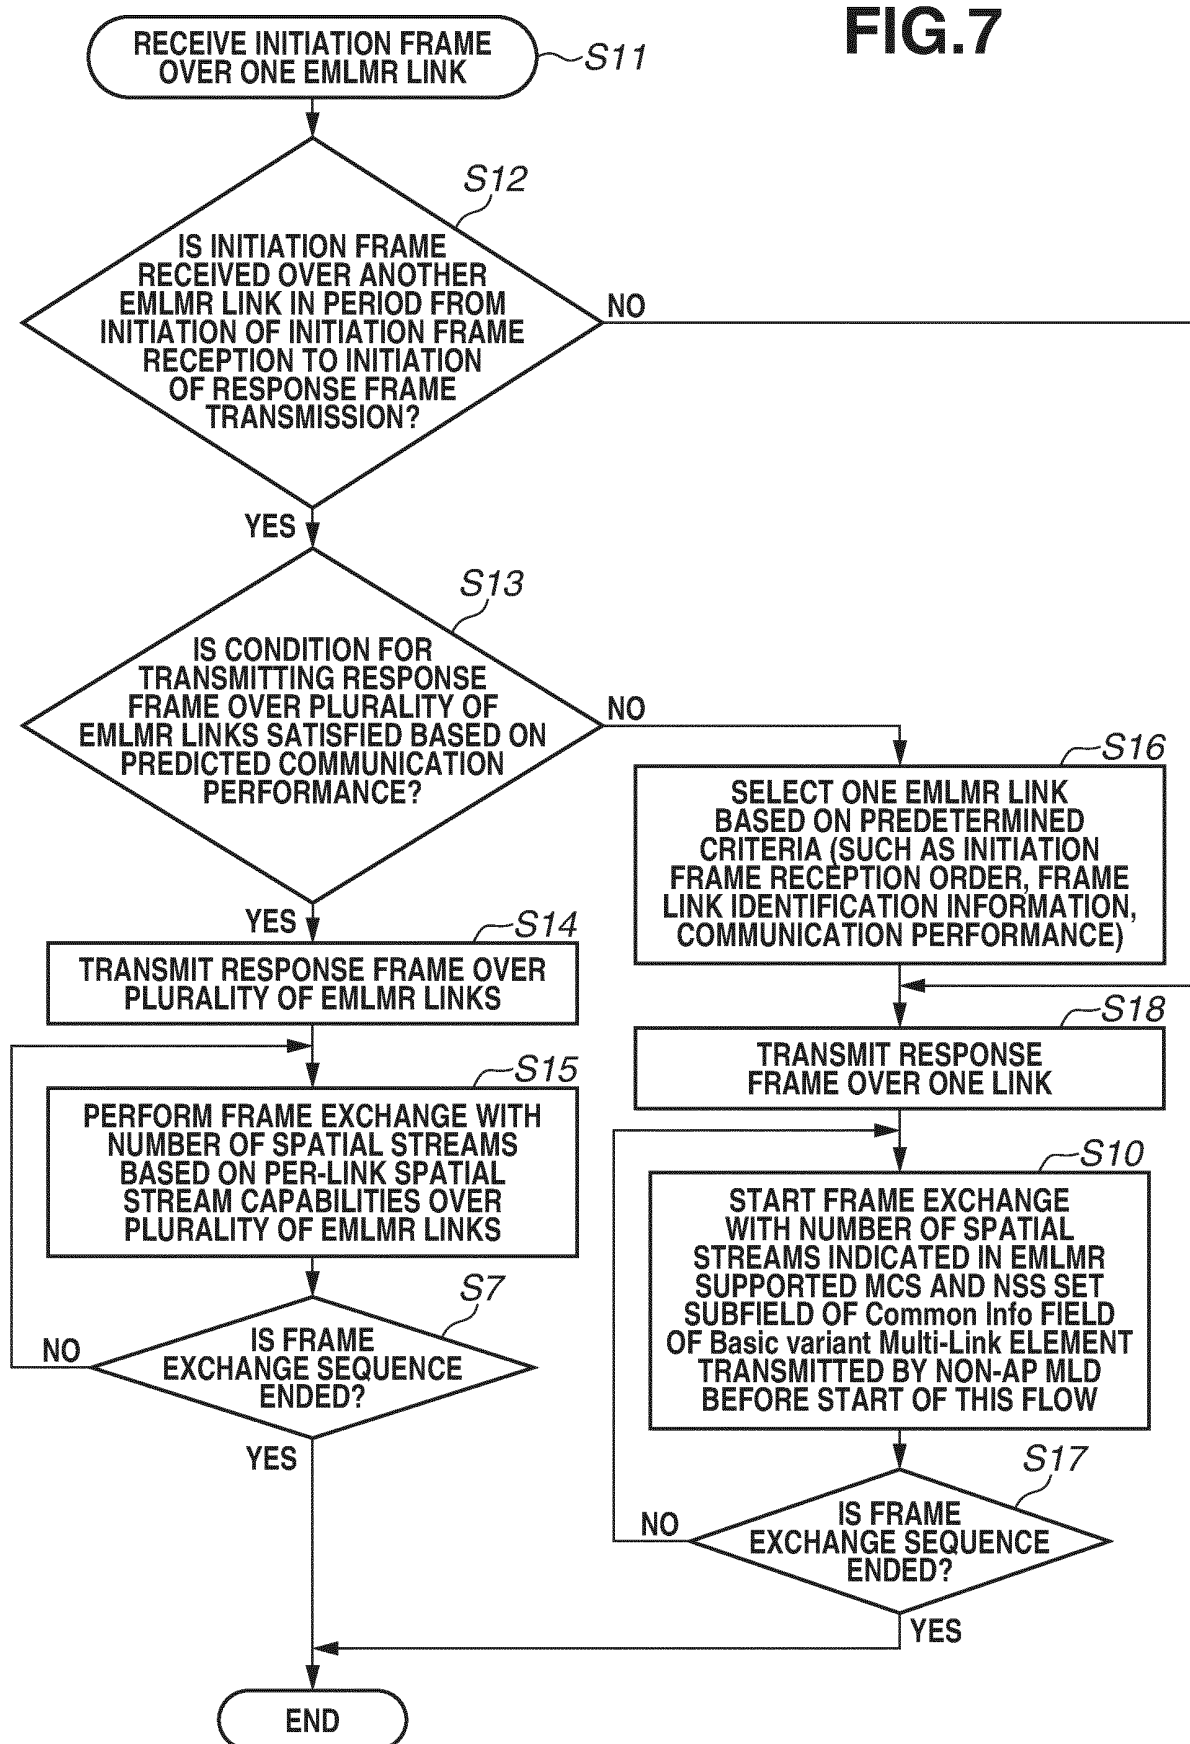 FIG.7
RECEIVE INITIATION FRAME
OVER ONE EMLMR LINK
S11
S12
IS INITIATION FRAME
RECEIVED OVER ANOTHER
EMLMR LINK IN PERIOD FROM
INITIATION OF INITIATION FRAME
RECEPTION TO INITIATION
OF RESPONSE FRAME
TRANSMISSION?
NO
YES
S13
IS CONDITION FOR
TRANSMITTING RESPONSE
FRAME OVER PLURALITY OF
EMLMR LINKS SATISFIED BASED ON
PREDICTED COMMUNICATION
PERFORMANCE?
NO
YES
S16
SELECT ONE EMLMR LINK
BASED ON PREDETERMINED
CRITERIA (SUCH AS INITIATION
FRAME RECEPTION ORDER, FRAME
LINK IDENTIFICATION INFORMATION,
COMMUNICATION PERFORMANCE)
S14
TRANSMIT RESPONSE FRAME OVER
PLURALITY OF EMLMR LINKS
S18
TRANSMIT RESPONSE
FRAME OVER ONE LINK
S15
PERFORM FRAME EXCHANGE WITH
NUMBER OF SPATIAL STREAMS
BASED ON PER-LINK SPATIAL
STREAM CAPABILITIES OVER
PLURALITY OF EMLMR LINKS
S10
START FRAME EXCHANGE
WITH NUMBER OF SPATIAL
STREAMS INDICATED IN EMLMR
SUPPORTED MCS AND NSS SET
SUBFIELD OF Common Info FIELD
OF Basic variant Multi-Link ELEMENT
TRANSMITTED BY NON-AP MLD
BEFORE START OF THIS FLOW
S7
IS FRAME
EXCHANGE SEQUENCE
ENDED?
NO
YES
S17
IS FRAME
EXCHANGE SEQUENCE
ENDED?
NO
YES
END